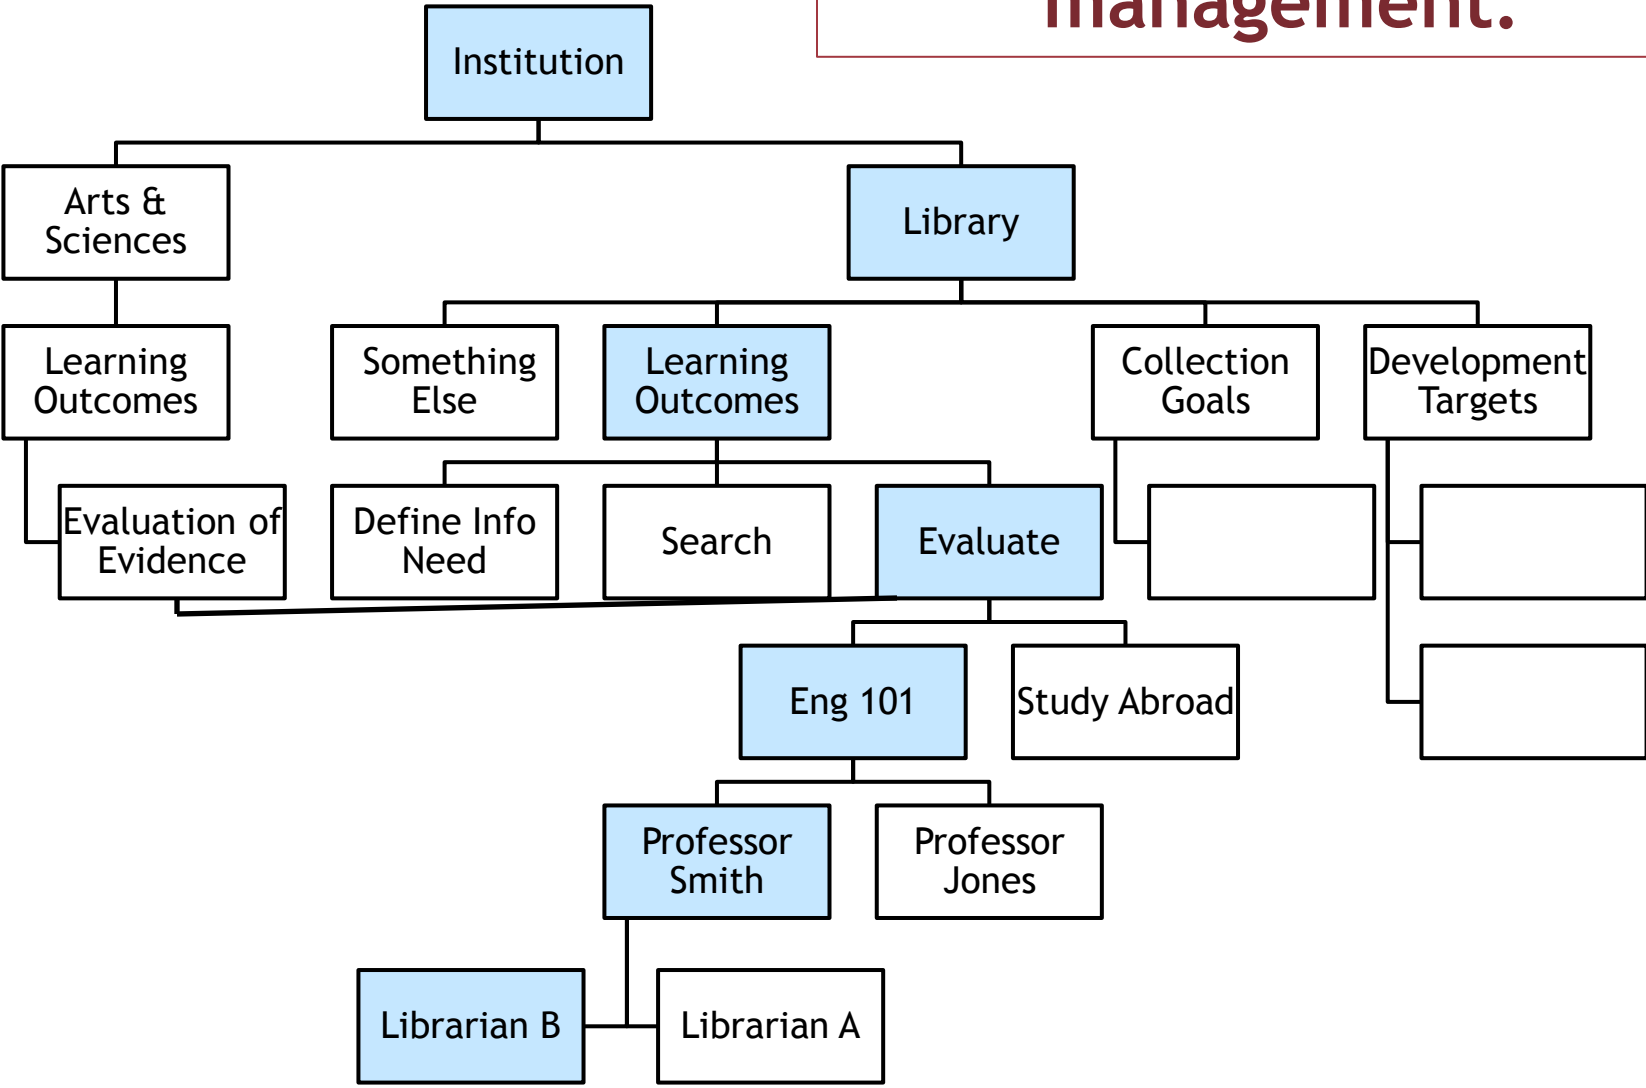 management.
Institution
Arts &
Sciences
Library
Learning
Outcomes
Something
Else
Learning
Outcomes
Collection
Goals
Development
Targets
Evaluation of
Evidence
Define Info
Need
Search
Evaluate
Eng 101
Study Abroad
Professor
Smith
Professor
Jones
Librarian B
Librarian A